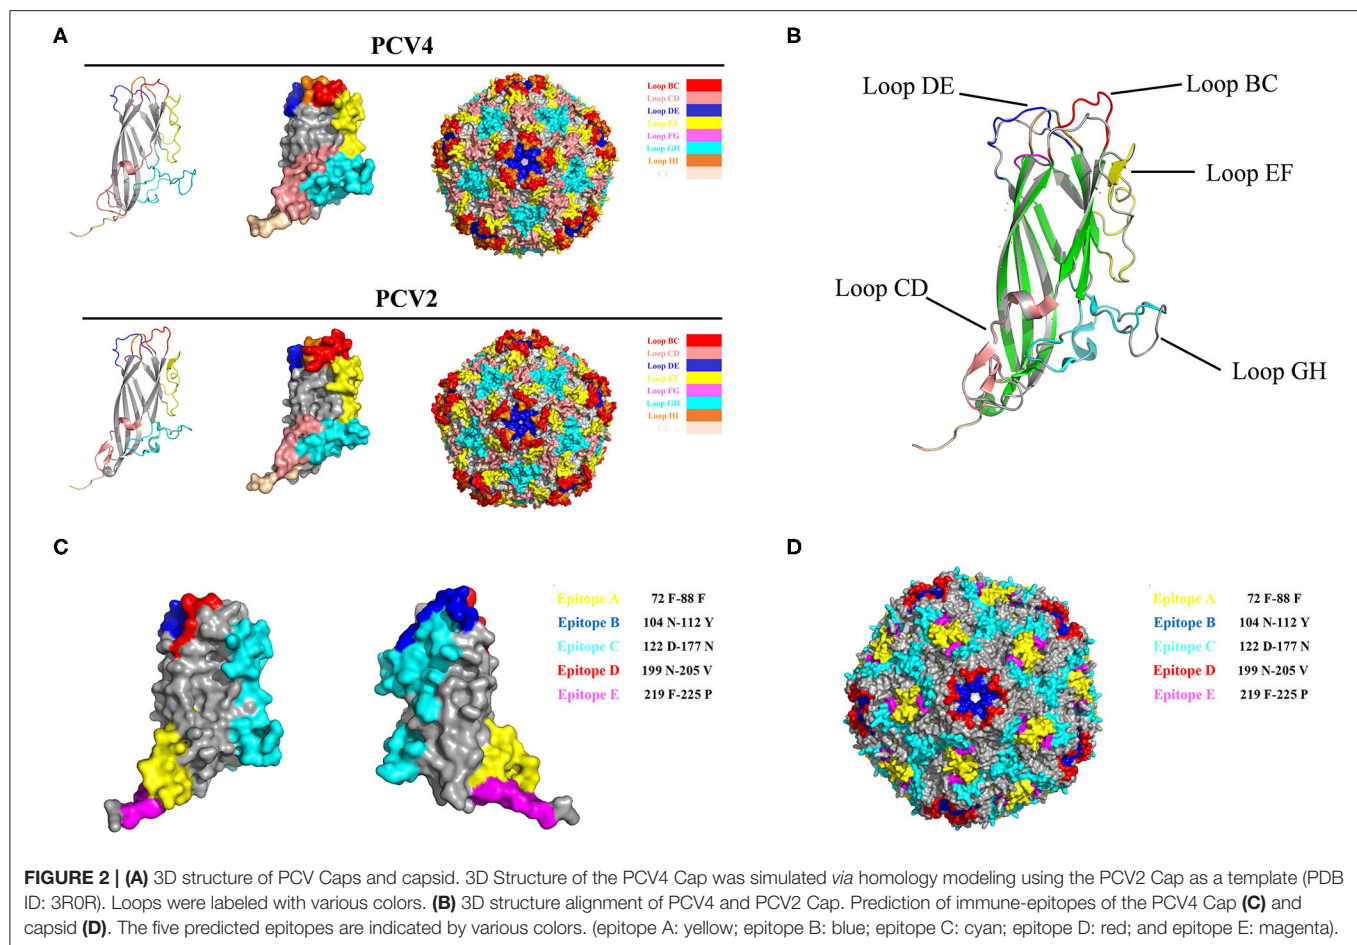 A
PCV4
Loop BC
Loop CD
Loop DE
Loop EF
Loop FG
Loop GH
Loop HI
CT
PCV2
Loop BC
Loop CD
Loop DE
Loop EF
Loop FG
Loop GH
Loop HI
CT
B
Loop DE
Loop BC
Loop EF
Loop CD
Loop GH
C
Epitope A 72 F-88 F
Epitope B 104 N-112 Y
Epitope C 122 D-177 N
Epitope D 199 N-205 V
Epitope E 219 F-225 P
D
Epitope A 72 F-88 F
Epitope B 104 N-112 Y
Epitope C 122 D-177 N
Epitope D 199 N-205 V
Epitope E 219 F-225 P
FIGURE 2 | (A) 3D structure of PCV Caps and capsid. 3D Structure of the PCV4 Cap was simulated via homology modeling using the PCV2 Cap as a template (PDB
ID: 3R0R). Loops were labeled with various colors. (B) 3D structure alignment of PCV4 and PCV2 Cap. Prediction of immune-epitopes of the PCV4 Cap (C) and
capsid (D). The five predicted epitopes are indicated by various colors. (epitope A: yellow; epitope B: blue; epitope C: cyan; epitope D: red; and epitope E: magenta).